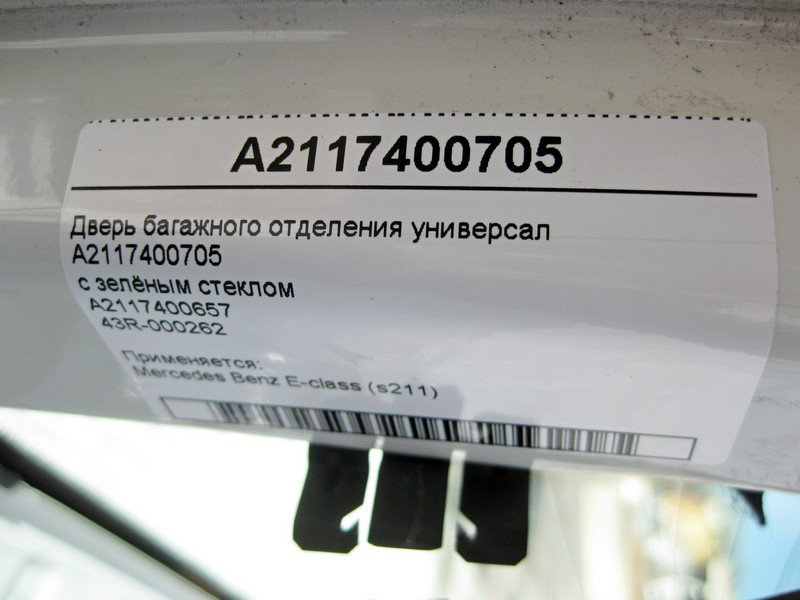 A2117400705
Дверь багажного отделения универсал
A2117400705
с зелёным стеклом
A2117400657
43R-000262
Применяется:
Mercedes Benz E-class (s211)